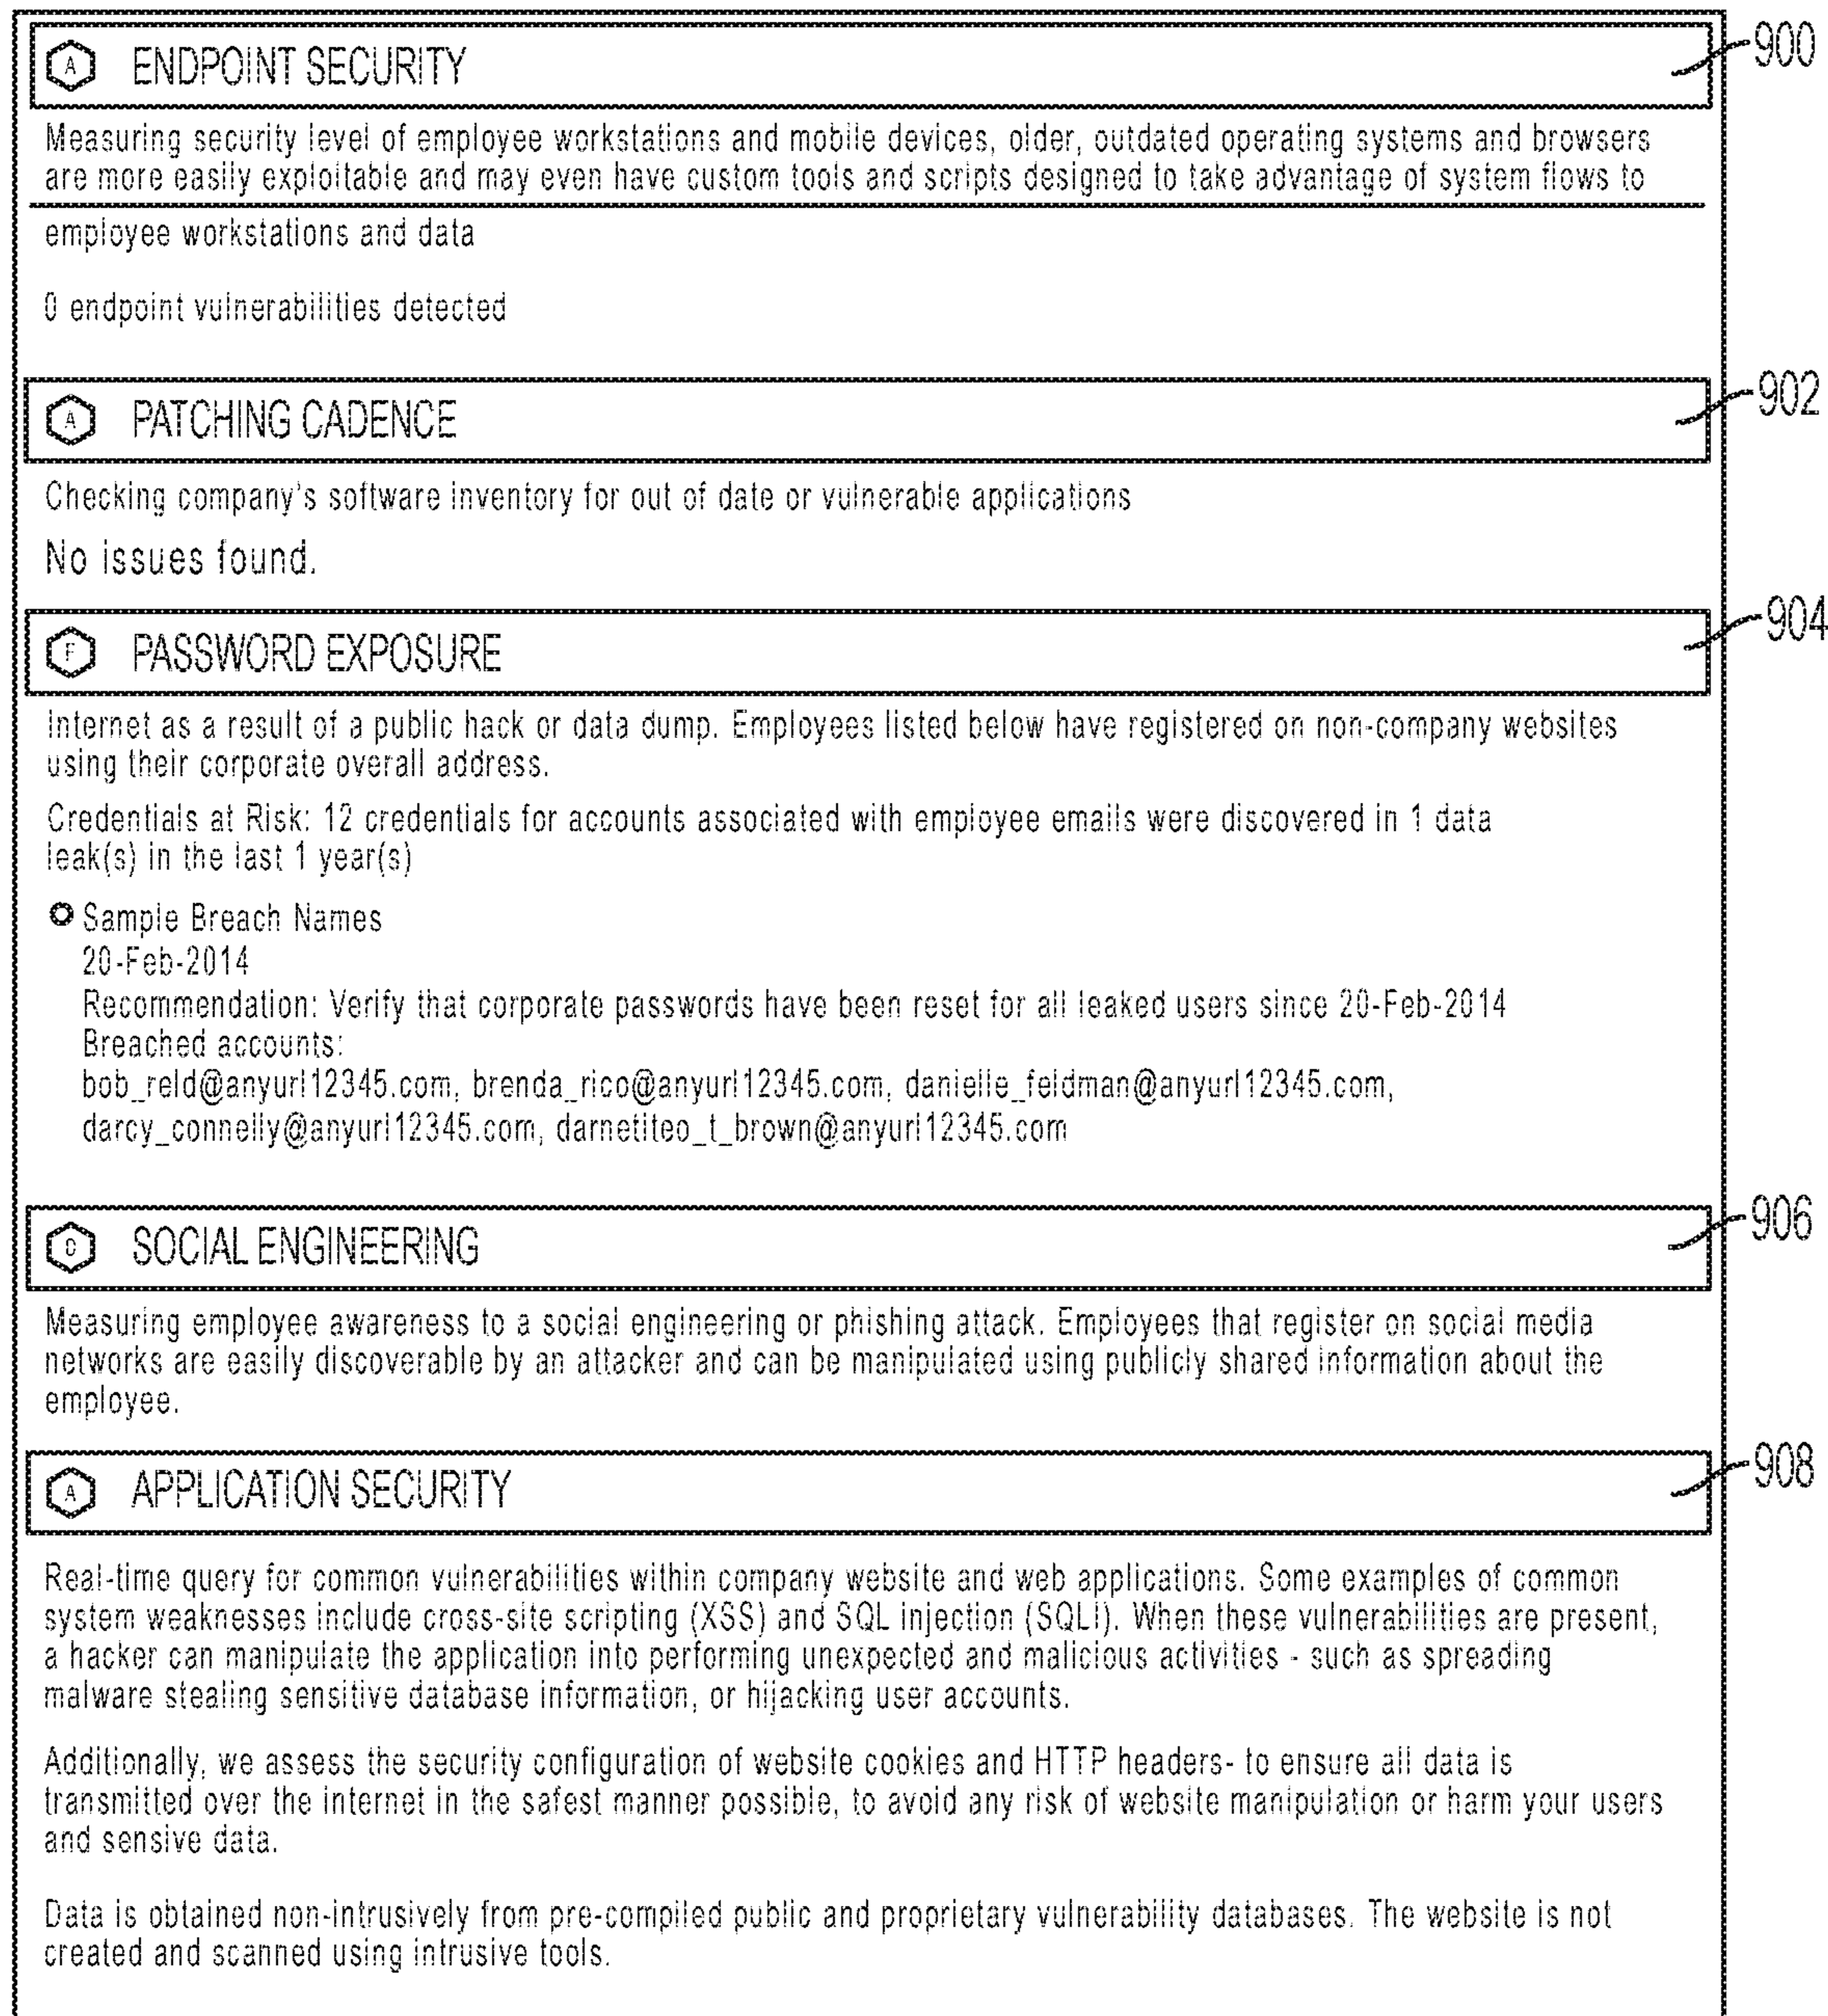 A ENDPOINT SECURITY 900
Measuring security level of employee workstations and mobile devices, older, outdated operating systems and browsers
are more easily exploitable and may even have custom tools and scripts designed to take advantage of system flows to
employee workstations and data
0 endpoint vulnerabilities detected
A PATCHING CADENCE 902
Checking company's software inventory for out of date or vulnerable applications
No issues found.
F PASSWORD EXPOSURE 904
Internet as a result of a public hack or data dump. Employees listed below have registered on non-company websites
using their corporate overall address.
Credentials at Risk: 12 credentials for accounts associated with employee emails were discovered in 1 data
leak(s) in the last 1 year(s)
Sample Breach Names
20-Feb-2014
Recommendation: Verify that corporate passwords have been reset for all leaked users since 20-Feb-2014
Breached accounts:
bob_reld@anyurl12345.com, brenda_rico@anyurl12345.com, danielle_feldman@anyurl12345.com,
darcy_connelly@anyurl12345.com, darnetiteo_t_brown@anyurl12345.com
SOCIAL ENGINEERING 906
Measuring employee awareness to a social engineering or phishing attack. Employees that register on social media
networks are easily discoverable by an attacker and can be manipulated using publicly shared information about the
employee.
A APPLICATION SECURITY 908
Real-time query for common vulnerabilities within company website and web applications. Some examples of common
system weaknesses include cross-site scripting (XSS) and SQL injection (SQLI). When these vulnerabilities are present,
a hacker can manipulate the application into performing unexpected and malicious activities - such as spreading
malware stealing sensitive database information, or hijacking user accounts.
Additionally, we assess the security configuration of website cookies and HTTP headers- to ensure all data is
transmitted over the internet in the safest manner possible, to avoid any risk of website manipulation or harm your users
and sensive data.
Data is obtained non-intrusively from pre-compiled public and proprietary vulnerability databases. The website is not
created and scanned using intrusive tools.